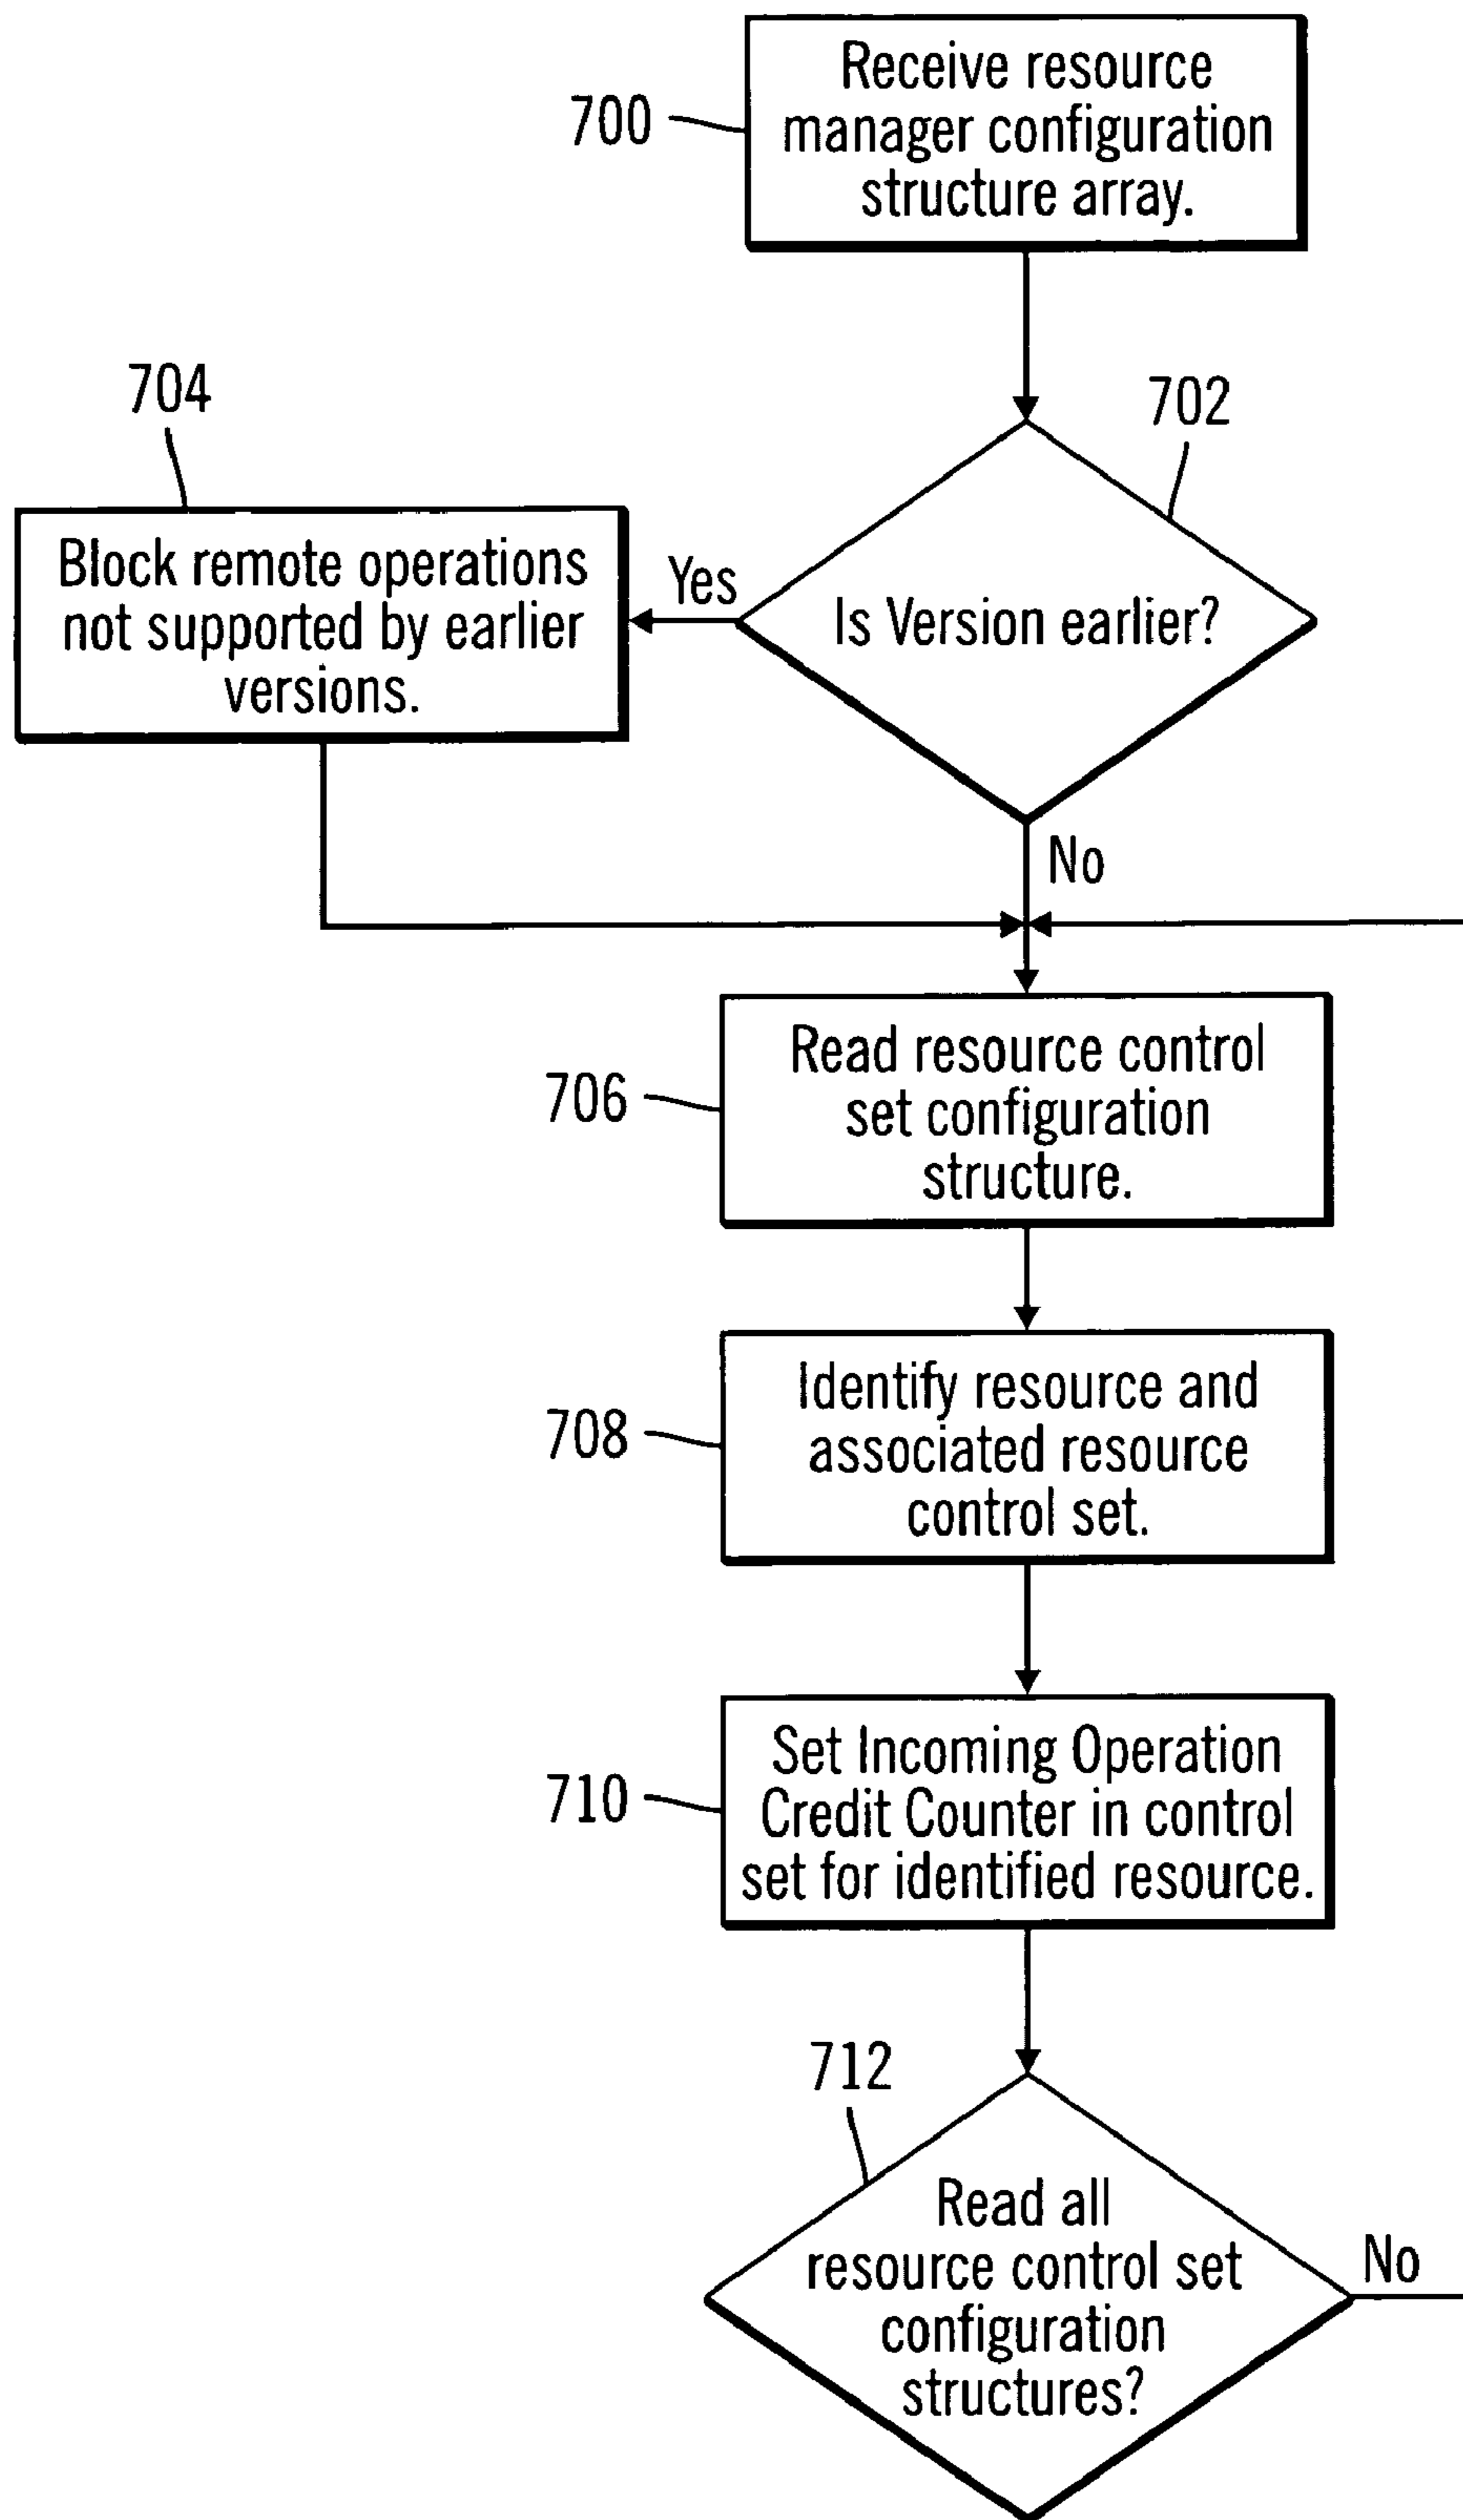 Receive resource
manager configuration
structure array.
700
704
702
Block remote operations
not supported by earlier
versions.
Yes
Is Version earlier?
No
706
Read resource control
set configuration
structure.
708
Identify resource and
associated resource
control set.
710
Set Incoming Operation
Credit Counter in control
set for identified resource.
712
Read all
resource control set
configuration
structures?
No